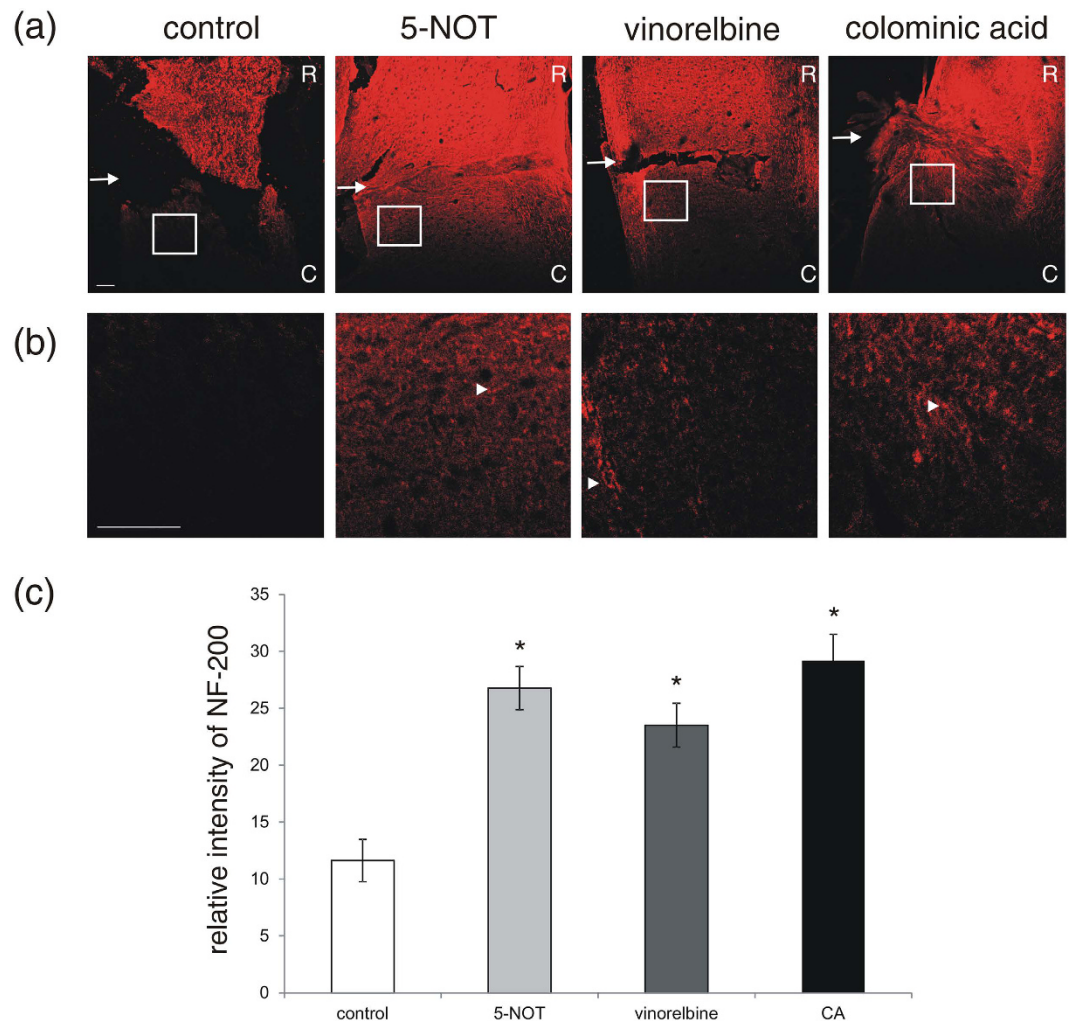 (a) control 5-NOT vinorelbine colominic acid
R R R R
C C C C
(b)
(c)
relative intensity of NF-200
35
30
25
20
15
10
5
0
* * *
control 5-NOT vinorelbine CA